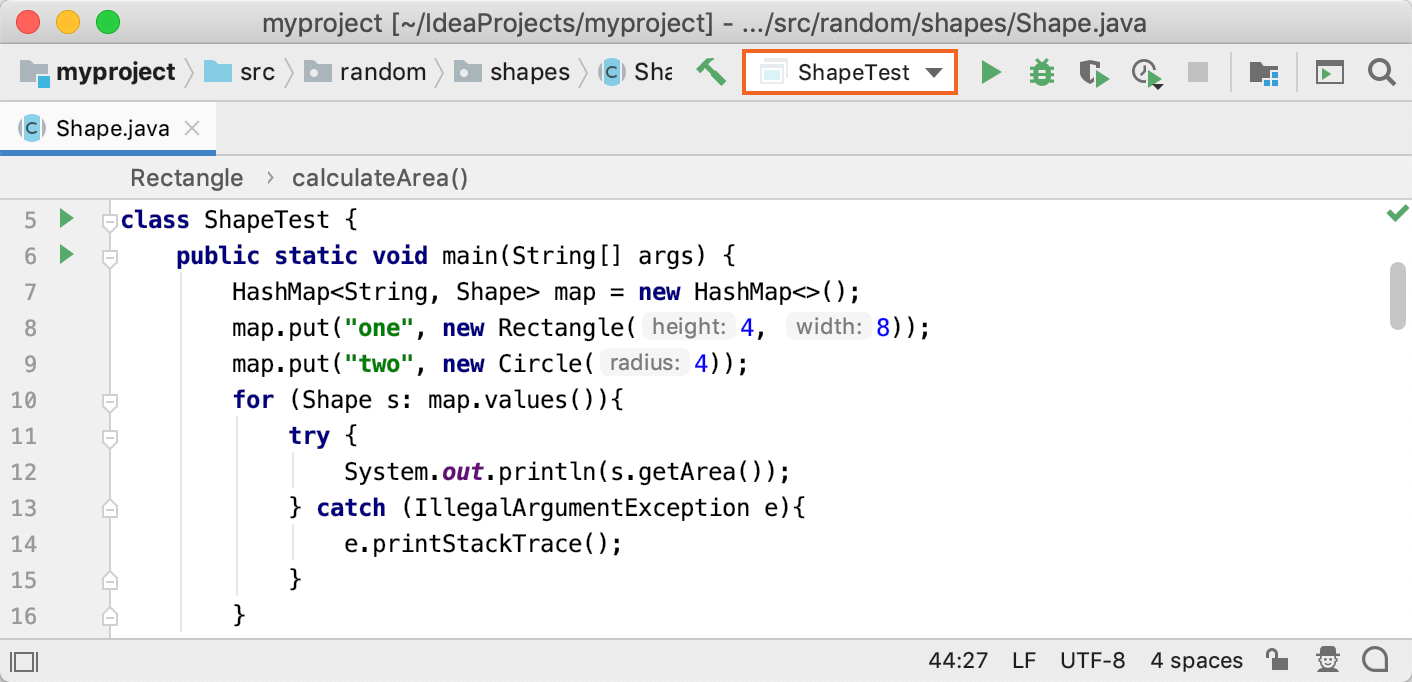 myproject [~/IdeaProjects/myproject] - .../src/random/shapes/Shape.java
myproject src random shapes C Sha ShapeTest
C Shape.java
Rectangle › calculateArea()
5 class ShapeTest {
6 public static void main(String[] args) {
7 HashMap<String, Shape> map = new HashMap<>();
8 map.put("one", new Rectangle( height: 4, width: 8));
9 map.put("two", new Circle( radius: 4));
10 for (Shape s: map.values()){
11 try {
12 System.out.println(s.getArea());
13 } catch (IllegalArgumentException e){
14 e.printStackTrace();
15 }
16 }
44:27 LF UTF-8 4 spaces